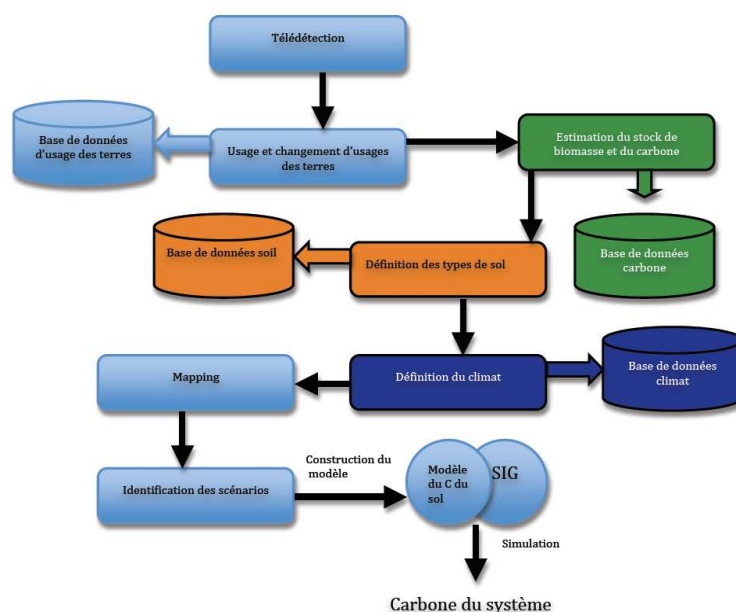 Télédétection
Base de données
d'usage des terres
Usage et changement d'usages
des terres
Estimation du stock de
biomasse et du carbone
Base de données soil
Définition des types de sol
Base de données
carbone
Mapping
Définition du climat
Base de données
climat
Construction du
modèle
Identification des scénarios
Modèle
du C du
sol
SIG
Simulation
Carbone du système